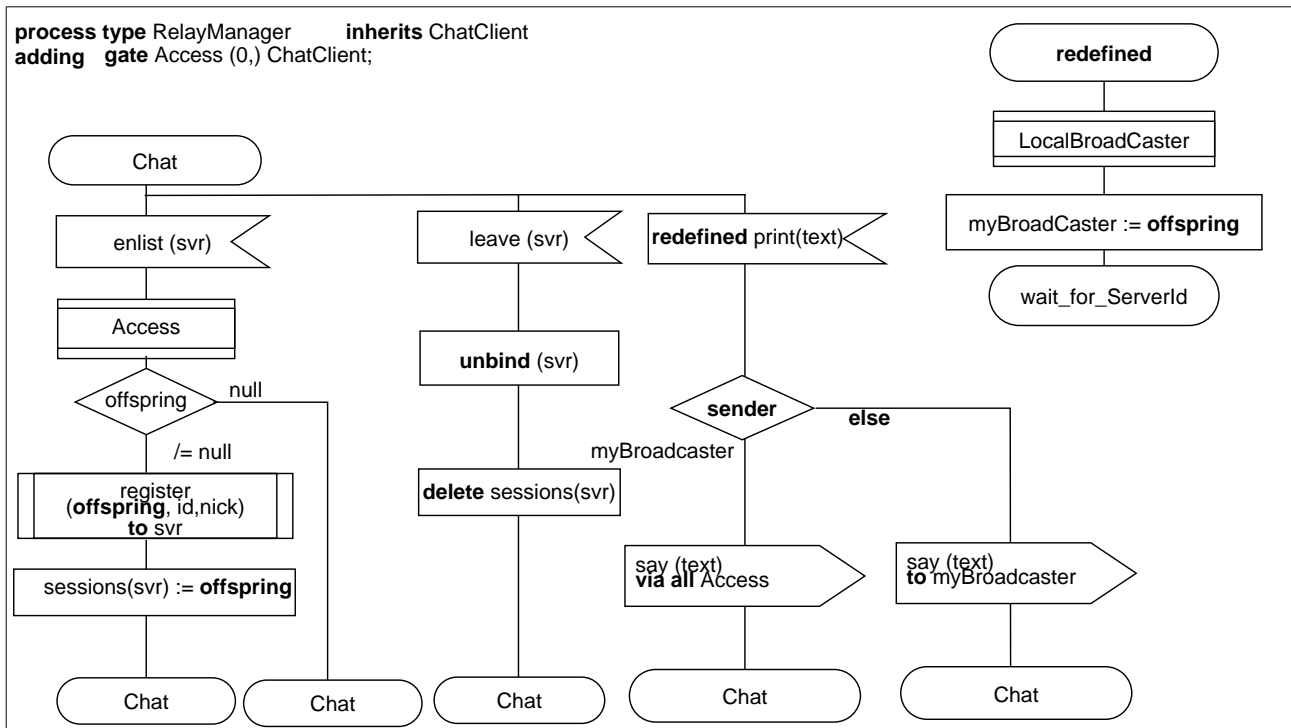 process type RelayManager inherits ChatClient
adding gate Access (0,) ChatClient;
Chat
enlist (svr)
Access
offspring
null
/= null
register
(offspring, id,nick)
to svr
sessions(svr) := offspring
Chat
Chat
leave (svr)
unbind (svr)
delete sessions(svr)
Chat
redefined print(text)
sender
else
myBroadcaster
say (text)
via all Access
Chat
say (text)
to myBroadcaster
Chat
redefined
LocalBroadCaster
myBroadCaster := offspring
wait_for_ServerId